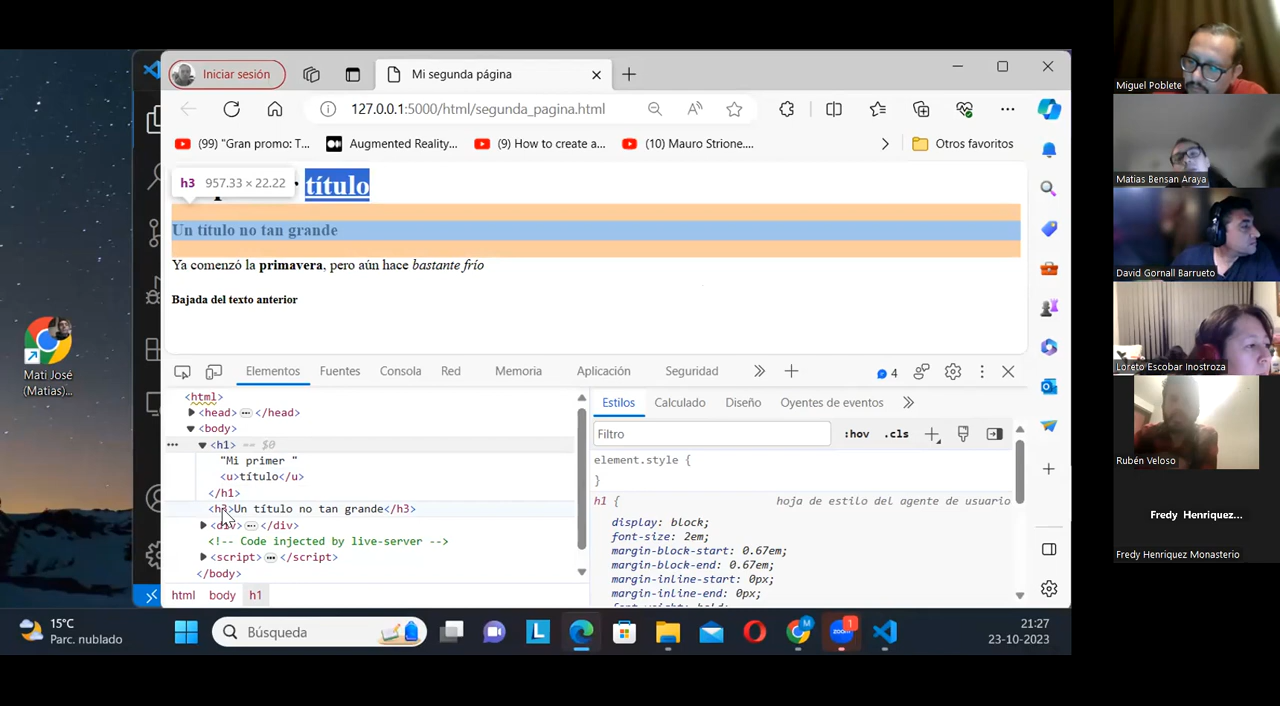 Iniciar sesión
Mi segunda página
127.0.0.1:5000/html/segunda_pagina.html
(99) "Gran promo: T...
Augmented Reality...
(9) How to create a...
(10) Mauro Strione....
Otros favoritos
h3 957.33 × 22.22
título
Un título no tan grande
Ya comenzó la primavera, pero aún hace bastante frío
Bajada del texto anterior
Elementos
Fuentes
Consola
Red
Memoria
Aplicación
Seguridad
4
<html>
<head> ... </head>
<body>
<h1> == $0
"Mi primer "
<u>título</u>
</h1>
<h3>Un título no tan grande</h3>
<div> ... </div>
<!-- Code injected by live-server -->
<script> ... </script>
</body>
html body h1
Estilos
Calculado
Diseño
Oyentes de eventos
Filtro
:hov .cls
element.style {
}
h1 { hoja de estilo del agente de usuario
display: block;
font-size: 2em;
margin-block-start: 0.67em;
margin-block-end: 0.67em;
margin-inline-start: 0px;
margin-inline-end: 0px;
Mati José
(Matias)...
15°C
Parc. nublado
Búsqueda
L
M
zoom
1
21:27
23-10-2023
Miguel Poblete
Matias Bensan Araya
David Gornall Barrueto
Loreto Escobar Inostroza
Rubén Veloso
Fredy Henriquez...
Fredy Henriquez Monasterio